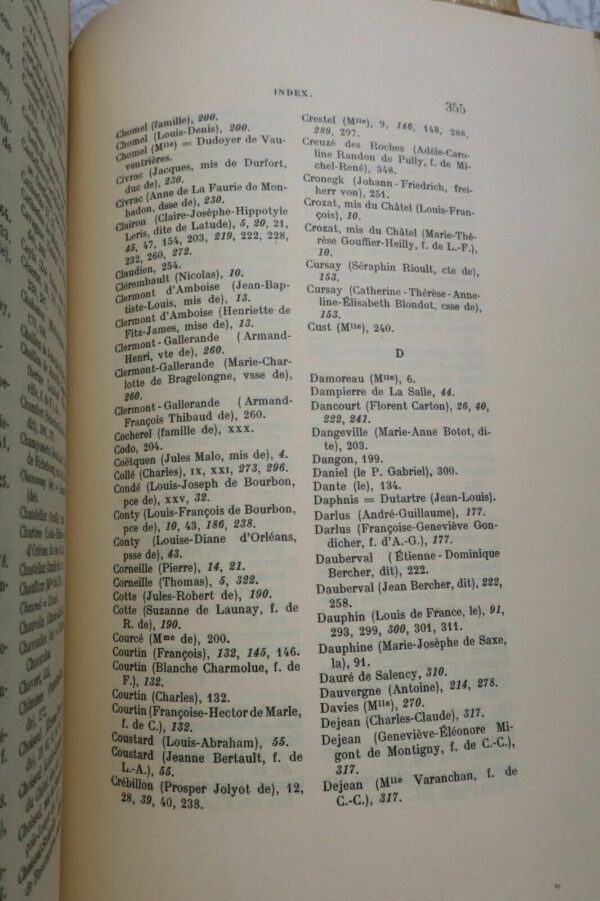 INDEX.
355
Chomel (famille), 200.
Chomel (Louis-Denis), 200.
Chomel (Mlle) = Dudoyer de Vau-
ventrières.
Civrac (Jacques, mis de Durfort,
duc de), 230.
Civrac (Anne de La Faurie de Mon-
badon, dsse de), 230.
Clairon (Claire-Josèphe-Hippotyle
Leris, dite de Latude), 5, 20, 21,
45, 47, 154, 203, 219, 222, 228,
232, 260, 272.
Claudien, 254.
Clérembault (Nicolas), 10.
Clermont d'Amboise (Jean-Bap-
tiste-Louis, mis de), 13.
Clermont d'Amboise (Henriette de
Fitz-James, mise de), 13.
Clermont-Gallerande (Armand-
Henri, vte de), 260.
Clermont-Gallerande (Marie-Char-
lotte de Bragelongne, vsse de),
260.
Clermont-Gallerande (Armand-
François Thibaud de), 260.
Cocherel (famille de), xxx.
Codo, 204.
Coëtquen (Jules Malo, mis de), 4.
Collé (Charles), IX, XXI, 273, 296.
Condé (Louis-Joseph de Bourbon,
pce de), xxv, 32.
Conty (Louis-François de Bourbon,
pce de), 10, 43, 186, 238.
Conty (Louise-Diane d'Orléans,
psse de), 43.
Corneille (Pierre), 14, 21.
Corneille (Thomas), 5, 322.
Cotte (Jules-Robert de), 190.
Cotte (Suzanne de Launay, f. de
R. de), 190.
Courcé (Mme de), 200.
Courtin (François), 132, 145, 146.
Courtin (Blanche Charmolue, f. de
F.), 132.
Courtin (Charles), 132.
Courtin (Françoise-Hector de Marle,
f. de C.), 132.
Coustard (Louis-Abraham), 55.
Coustard (Jeanne Bertault, f. de
L.-A.), 55.
Crébillon (Prosper Jolyot de), 12,
28, 39, 40, 238.
Crestel (Mlle), 9, 146, 148, 288,
289, 297.
Creuzé des Roches (Adèle-Caro-
line Randon de Pully, f. de Mi-
chel-René), 348.
Cronegk (Johann-Friedrich, frei-
herr von), 251.
Crozat, mis du Châtel (Louis-Fran-
çois), 10.
Crozat, mis du Châtel (Marie-Thé-
rèse Gouffier-Heilly, f. de L.-F.),
10.
Cursay (Séraphin Rioult, cte de),
153.
Cursay (Catherine-Thérèse-Anne-
line-Élisabeth Blondot, csse de),
153.
Cust (Mlle), 240.
D
Damoreau (Mlle), 6.
Dampierre de La Salle, 44.
Dancourt (Florent Carton), 26, 40,
222, 241.
Dangeville (Marie-Anne Botot, di-
te), 203.
Dangon, 199.
Daniel (le P. Gabriel), 300.
Dante (le), 134.
Daphnis = Dutartre (Jean-Louis).
Darlus (André-Guillaume), 177.
Darlus (Françoise-Geneviève Gon-
dicher, f. d'A.-G.), 177.
Dauberval (Étienne-Dominique
Bercher, dit), 222.
Dauberval (Jean Bercher, dit), 222,
258.
Dauphin (Louis de France, le), 91,
293, 299, 300, 301, 311.
Dauphine (Marie-Josèphe de Saxe,
la), 91.
Dauré de Salency, 310.
Dauvergne (Antoine), 214, 278.
Davies (Mlle), 270.
Dejean (Charles-Claude), 317.
Dejean (Geneviève-Éléonore Mi-
gont de Montigny, f. de C.-C.),
317.
Dejean (Mlle Varanchan, f. de
C.-C.), 317.